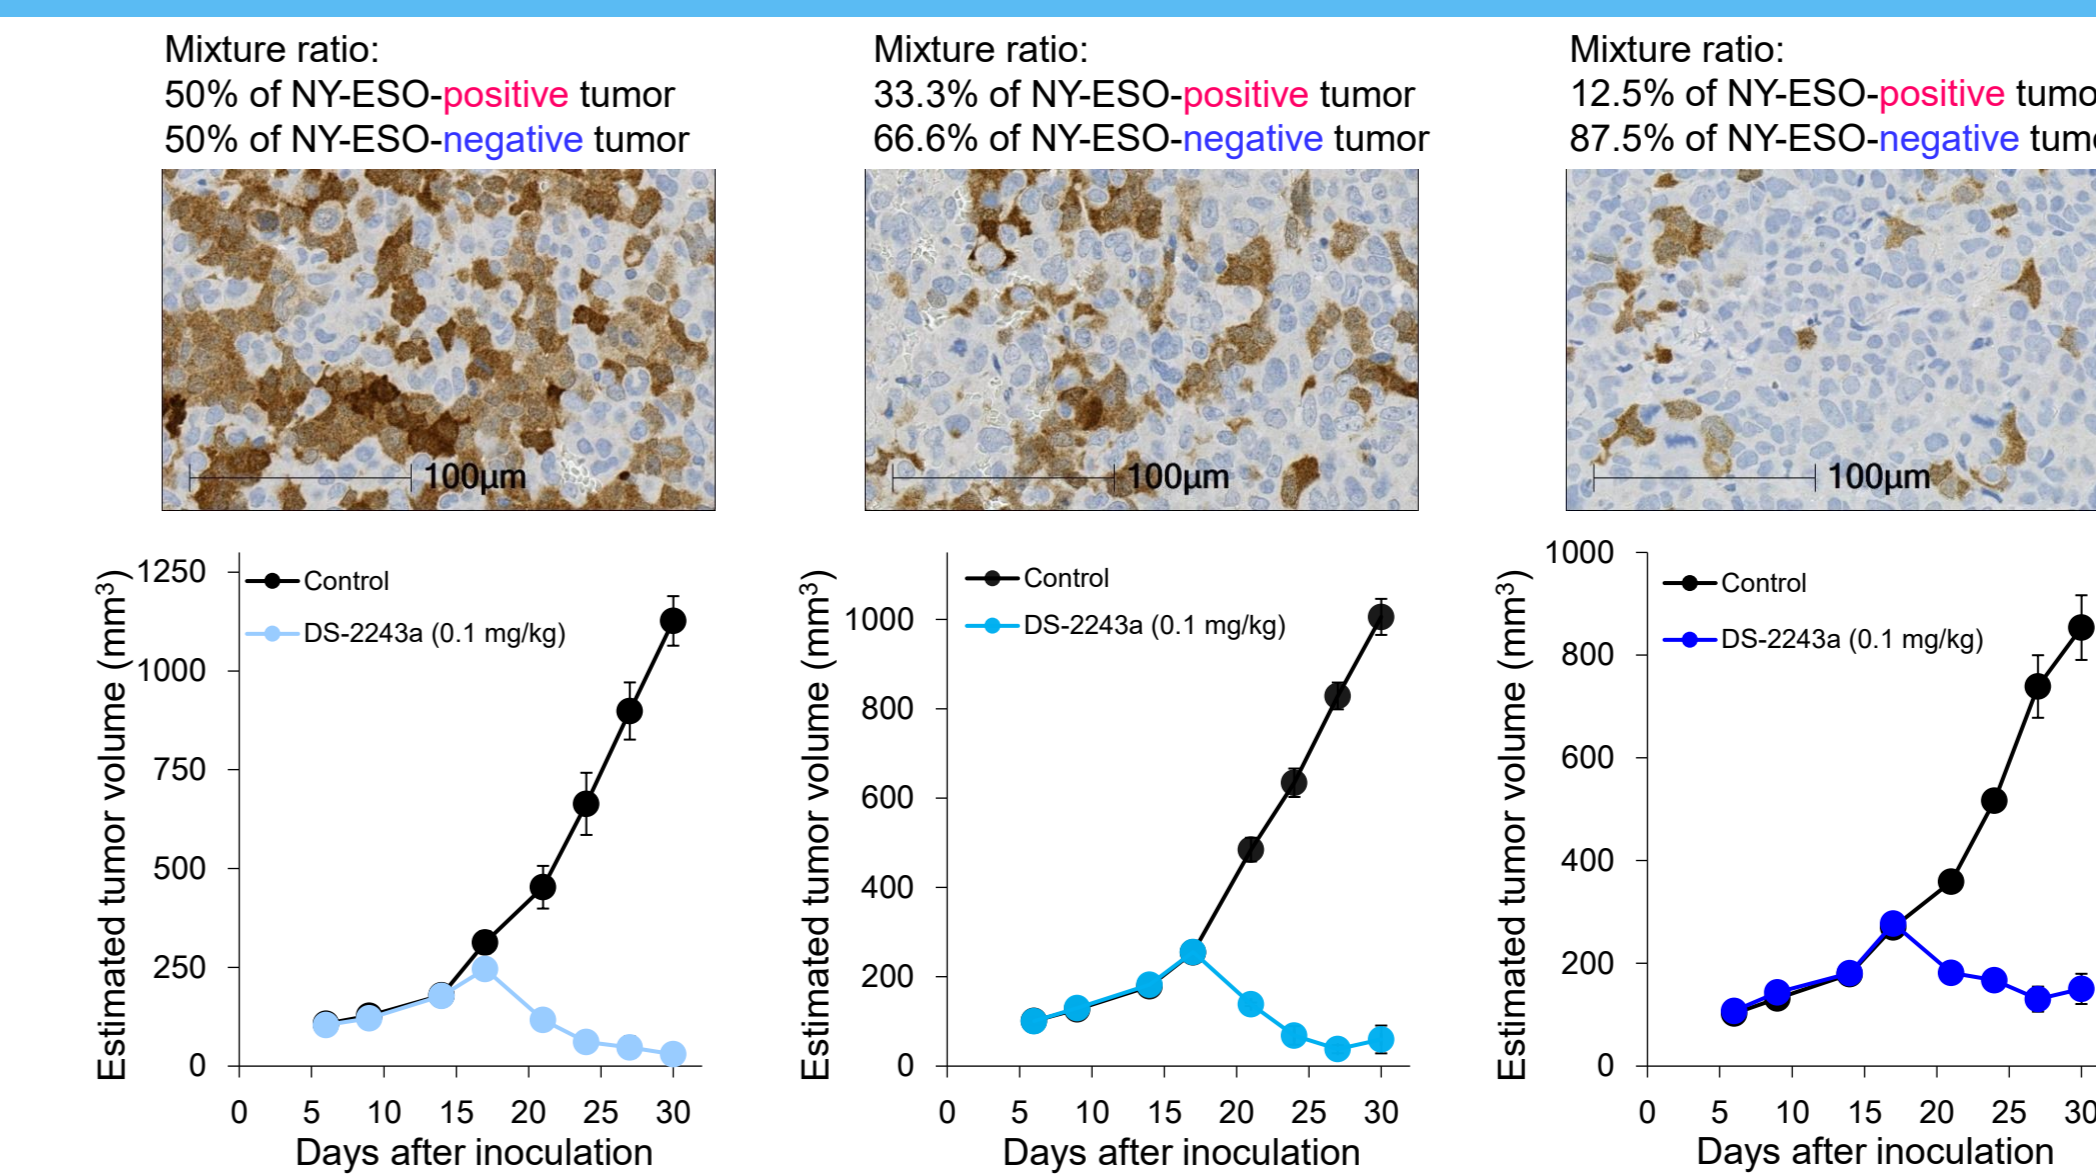 Mixture ratio:
50% of NY-ESO-positive tumor
50% of NY-ESO-negative tumor
100µm
Estimated tumor volume (mm³)
1250
1000
750
500
250
0
Control
DS-2243a (0.1 mg/kg)
0 5 10 15 20 25 30
Days after inoculation
Mixture ratio:
33.3% of NY-ESO-positive tumor
66.6% of NY-ESO-negative tumor
100µm
Estimated tumor volume (mm³)
1000
800
600
400
200
0
Control
DS-2243a (0.1 mg/kg)
0 5 10 15 20 25 30
Days after inoculation
Mixture ratio:
12.5% of NY-ESO-positive tumo
87.5% of NY-ESO-negative tum
100µm
Estimated tumor volume (mm³)
1000
800
600
400
200
0
Control
DS-2243a (0.1 mg/kg)
0 5 10 15 20 25 30
Days after inoculation